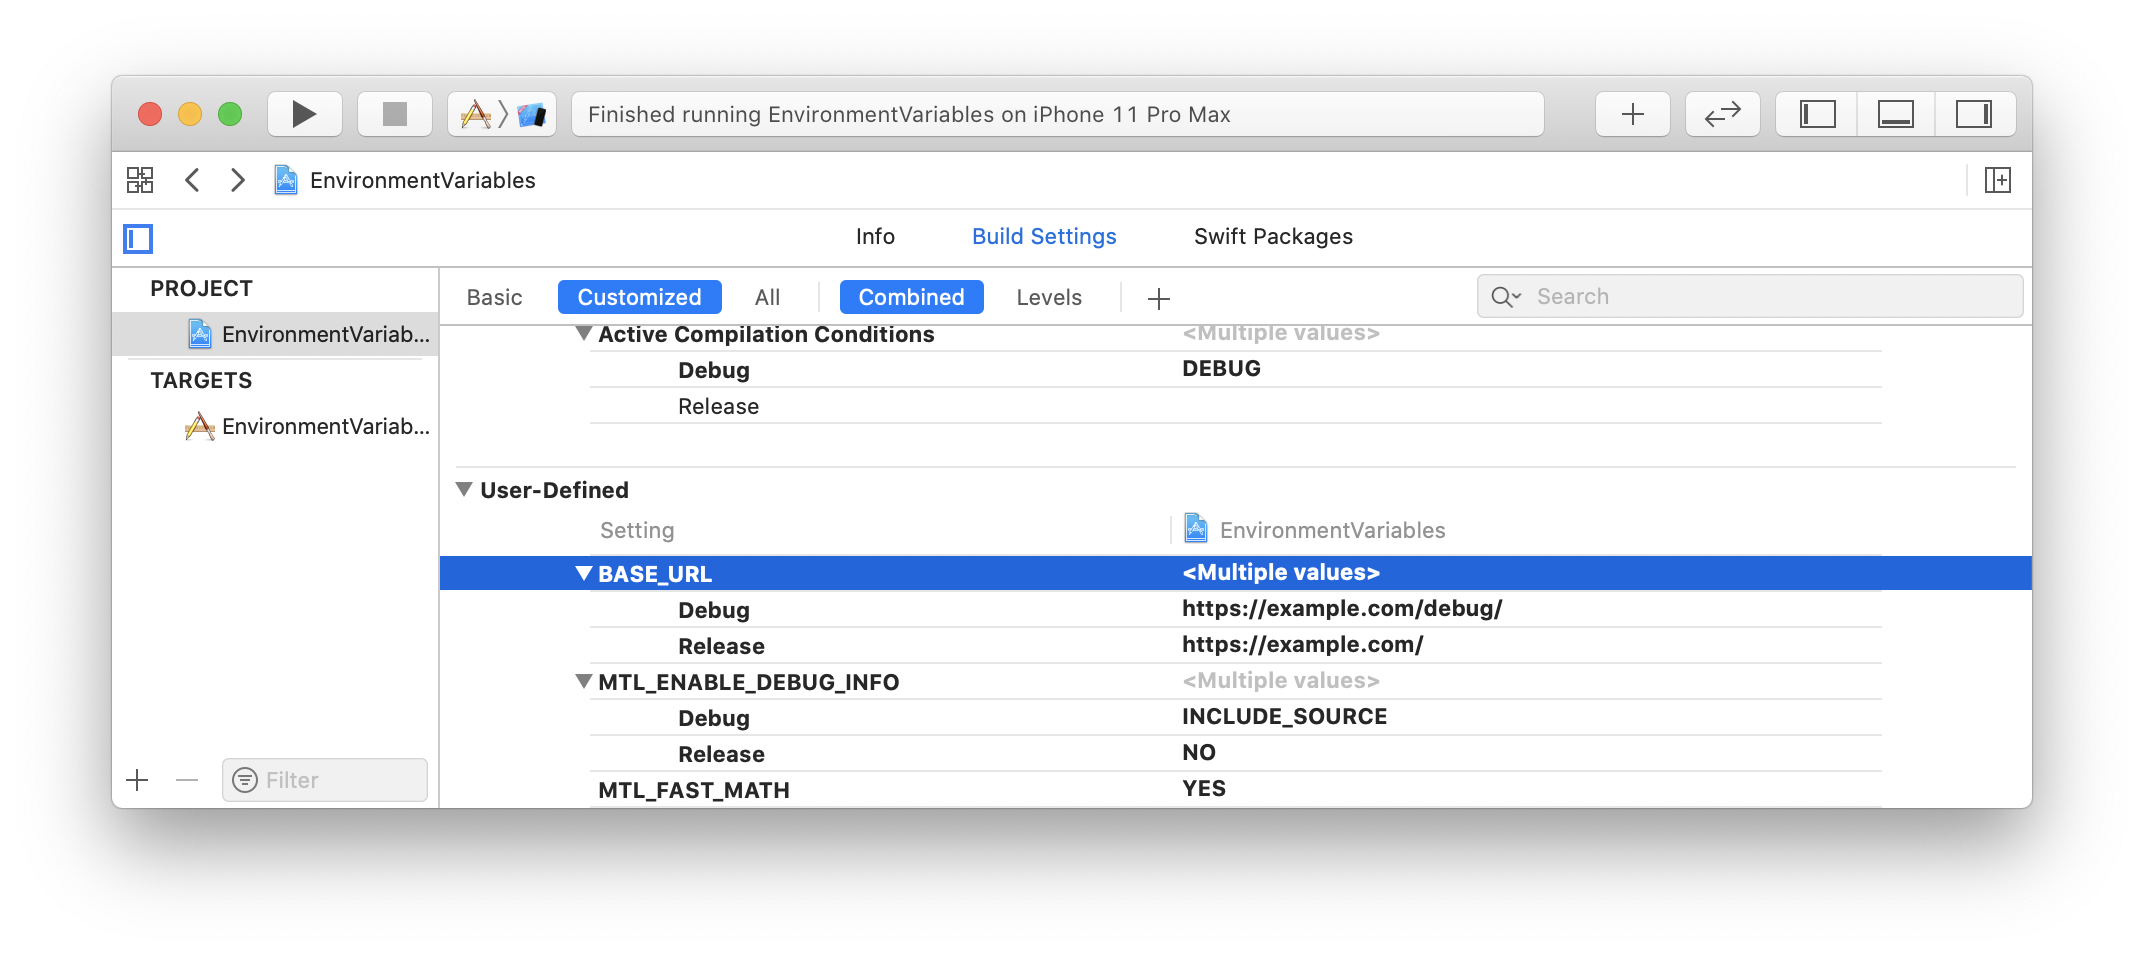 Finished running EnvironmentVariables on iPhone 11 Pro Max
EnvironmentVariables
Info Build Settings Swift Packages
PROJECT
EnvironmentVariab...
TARGETS
EnvironmentVariab...
Filter
Basic Customized All Combined Levels Search
Active Compilation Conditions <Multiple values>
Debug DEBUG
Release
User-Defined
Setting EnvironmentVariables
BASE_URL <Multiple values>
Debug https://example.com/debug/
Release https://example.com/
MTL_ENABLE_DEBUG_INFO <Multiple values>
Debug INCLUDE_SOURCE
Release NO
MTL_FAST_MATH YES